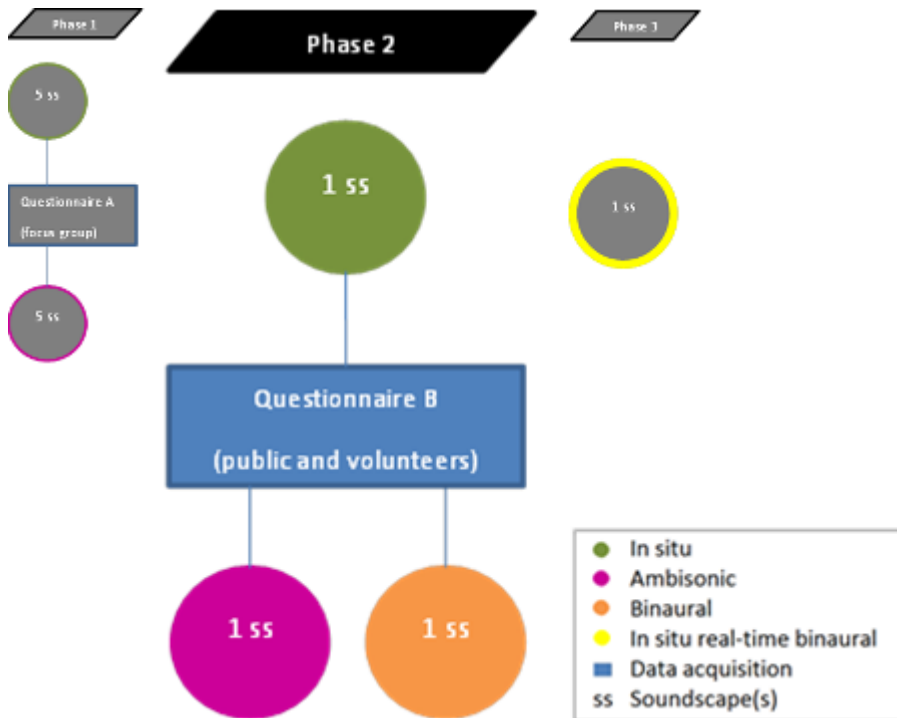 Phase 1
5 ss
Questionnaire A
(focus group)
5 ss
Phase 2
1 ss
Questionnaire B
(public and volunteers)
1 ss
1 ss
Phase 3
1 ss
In situ
Ambisonic
Binaural
In situ real-time binaural
Data acquisition
ss Soundscape(s)